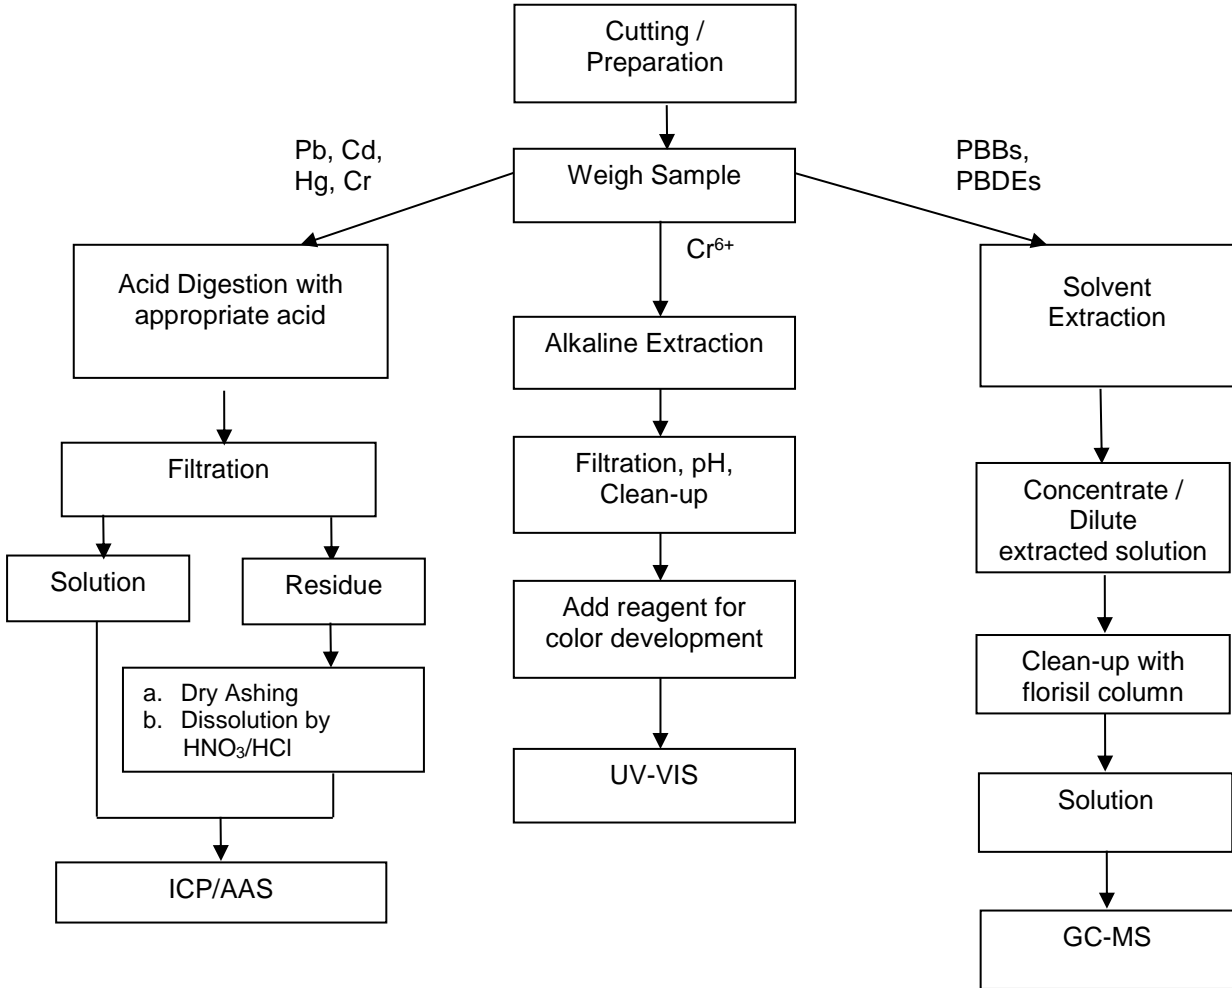 Cutting /
Preparation
Pb, Cd,
Hg, Cr
Weigh Sample
PBBs,
PBDEs
Cr⁶⁺
Acid Digestion with
appropriate acid
Filtration
Solution
Residue
a. Dry Ashing
b. Dissolution by
HNO₃/HCl
ICP/AAS
Alkaline Extraction
Filtration, pH,
Clean-up
Add reagent for
color development
UV-VIS
Solvent
Extraction
Concentrate /
Dilute
extracted solution
Clean-up with
florisil column
Solution
GC-MS